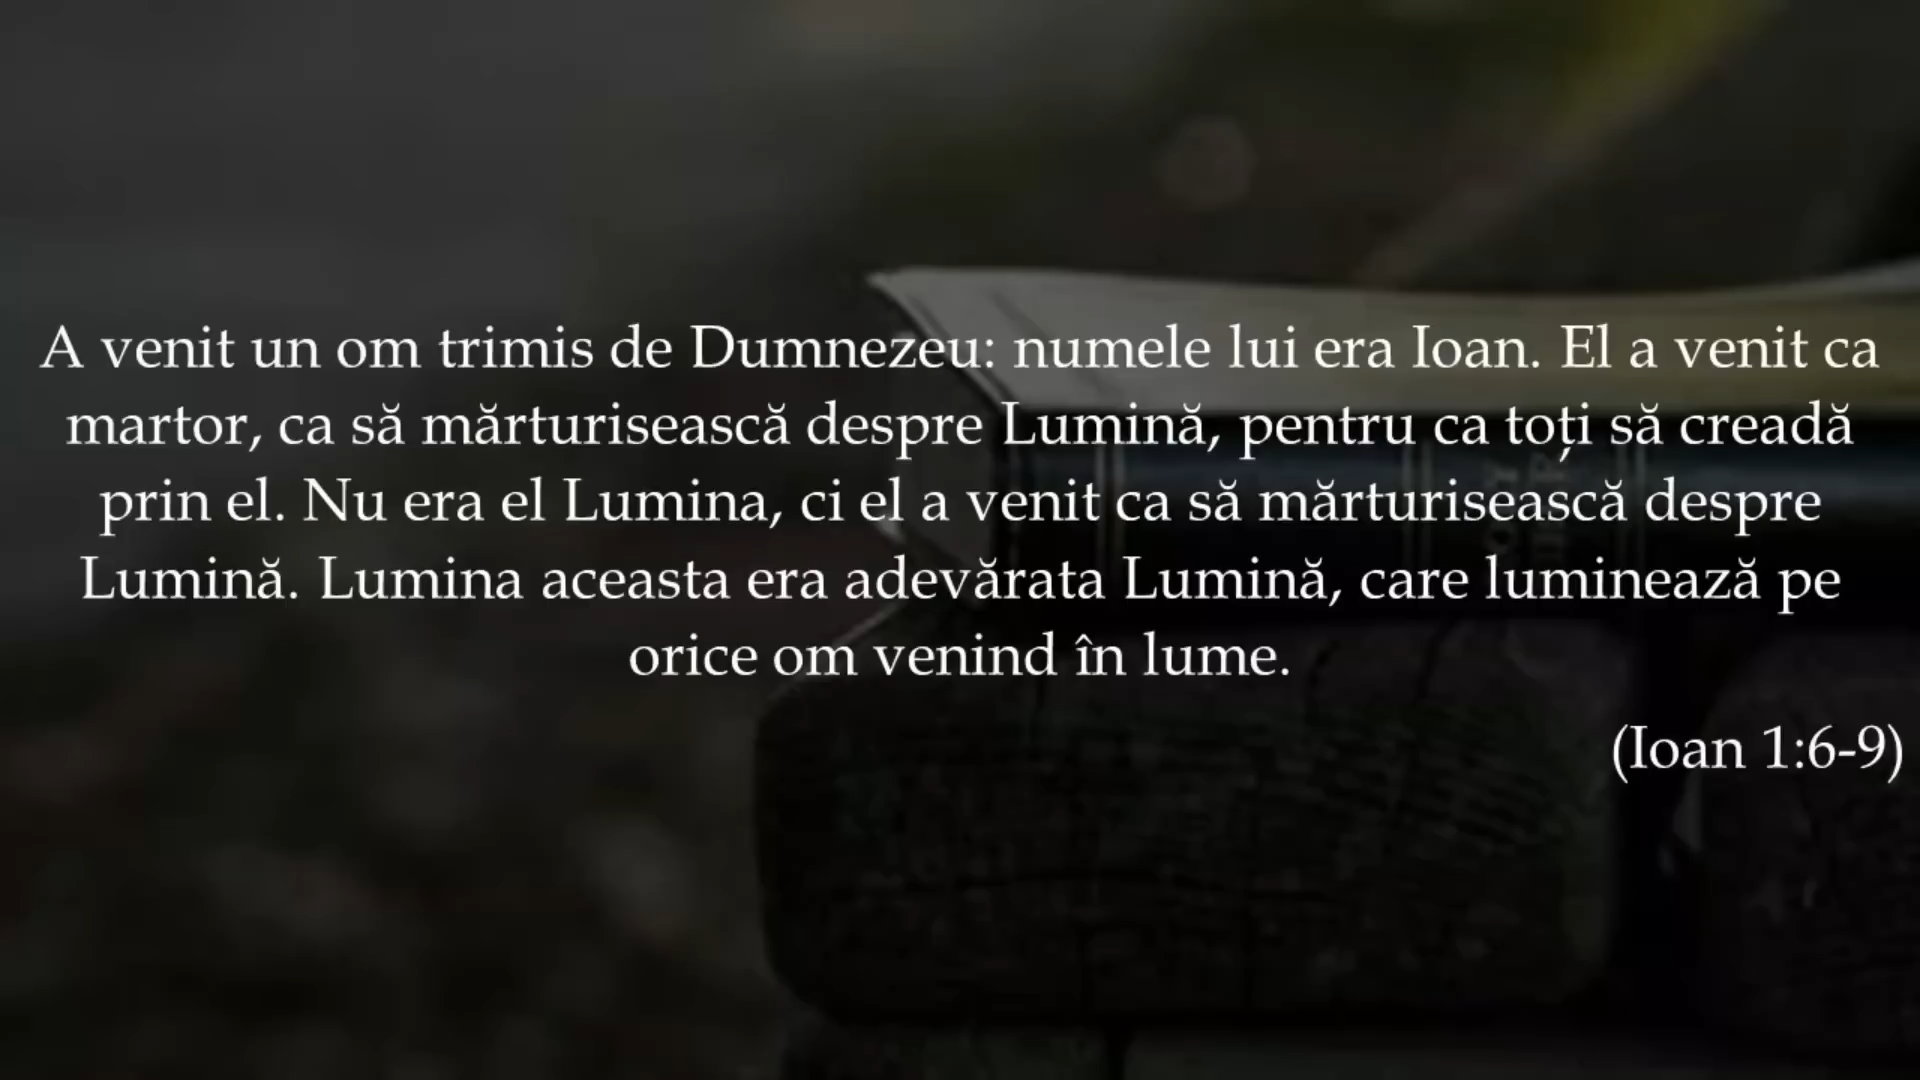 A venit un om trimis de Dumnezeu: numele lui era Ioan. El a venit ca
martor, ca să mărturisească despre Lumină, pentru ca toți să creadă
prin el. Nu era el Lumina, ci el a venit ca să mărturisească despre
Lumină. Lumina aceasta era adevărata Lumină, care luminează pe
orice om venind în lume.
(Ioan 1:6-9)